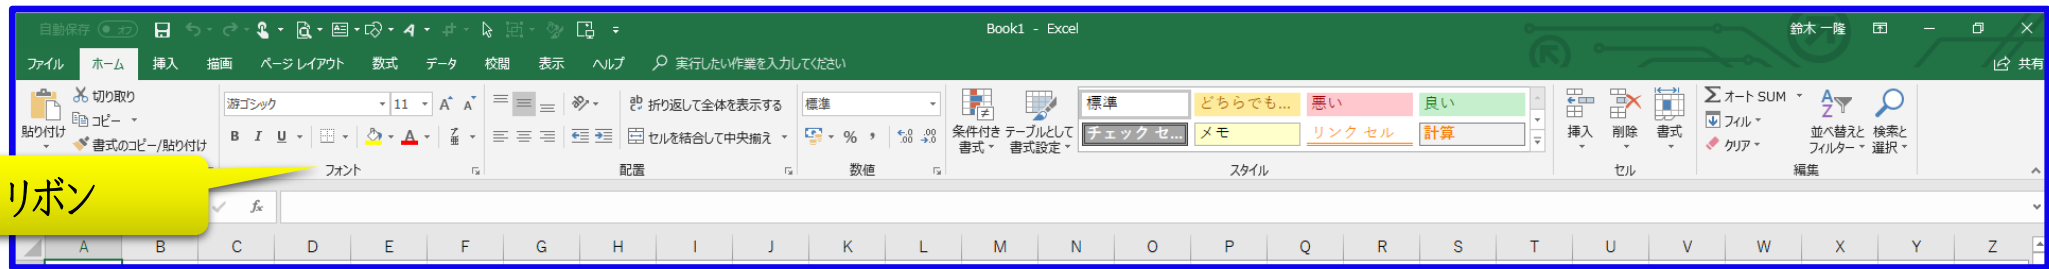 自動保存 オフ Book1 - Excel 鈴木 一隆
ファイル ホーム 挿入 描画 ページ レイアウト 数式 データ 校閲 表示 ヘルプ 実行したい作業を入力してください 共有
貼り付け 切り取り コピー 書式のコピー/貼り付け
游ゴシック 11 A A
B I U A
フォント
ab 折り返して全体を表示する
セルを結合して中央揃え
配置
標準
% ,
数値
条件付き書式 テーブルとして書式設定
標準 どちらでも... 悪い 良い
チェック セ... メモ リンク セル 計算
スタイル
挿入 削除 書式
セル
Σ オート SUM
フィル
クリア
並べ替えと フィルター
検索と 選択
編集
リボン
fx
A B C D E F G H I J K L M N O P Q R S T U V W X Y Z